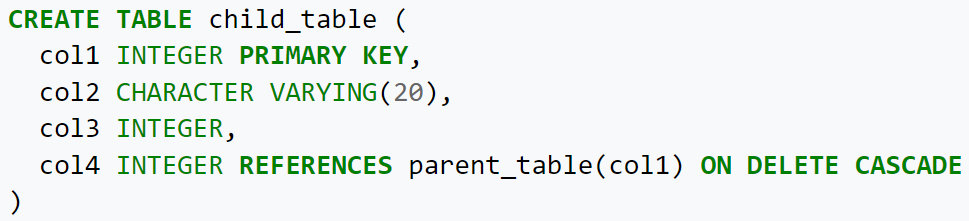 CREATE TABLE child_table (
  col1 INTEGER PRIMARY KEY,
  col2 CHARACTER VARYING(20),
  col3 INTEGER,
  col4 INTEGER REFERENCES parent_table(col1) ON DELETE CASCADE
)